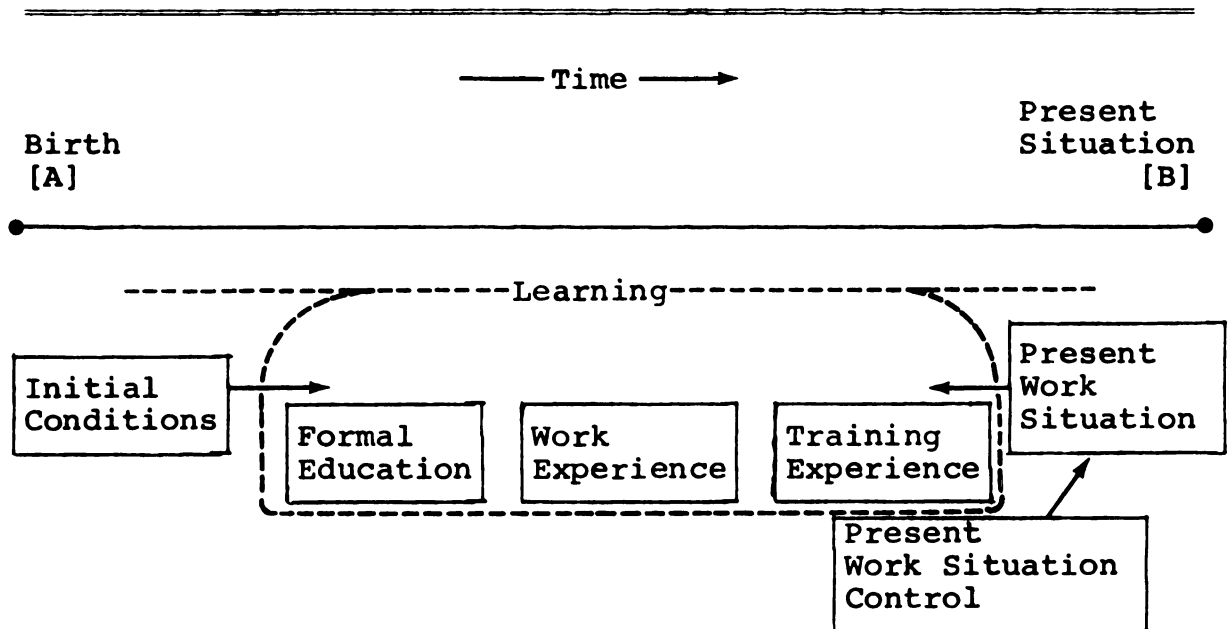 Time
Birth
[A]
Present
Situation
[B]
Learning
Initial
Conditions
Formal
Education
Work
Experience
Training
Experience
Present
Work
Situation
Present
Work Situation
Control